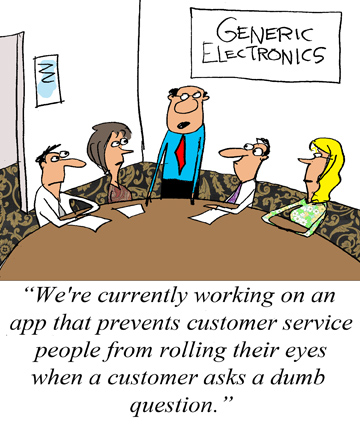 GENERIC
ELECTRONICS
“We're currently working on an
app that prevents customer service
people from rolling their eyes
when a customer asks a dumb
question.”